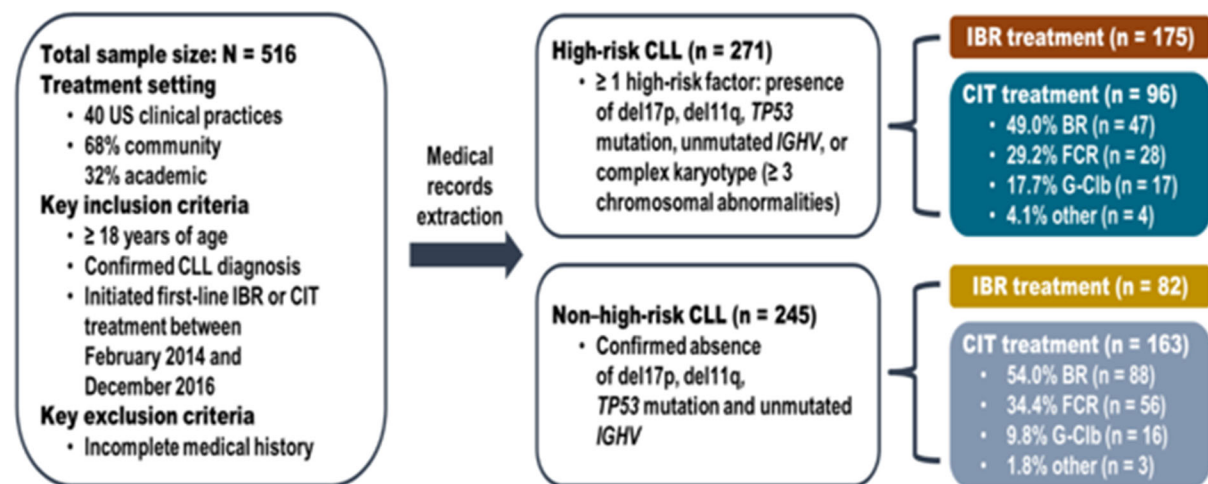 Total sample size: N = 516
Treatment setting
• 40 US clinical practices
• 68% community
32% academic
Key inclusion criteria
• ≥ 18 years of age
• Confirmed CLL diagnosis
• Initiated first-line IBR or CIT
treatment between
February 2014 and
December 2016
Key exclusion criteria
• Incomplete medical history
Medical
records
extraction
High-risk CLL (n = 271)
• ≥ 1 high-risk factor: presence
of del17p, del11q, TP53
mutation, unmutated IGHV, or
complex karyotype (≥ 3
chromosomal abnormalities)
IBR treatment (n = 175)
CIT treatment (n = 96)
• 49.0% BR (n = 47)
• 29.2% FCR (n = 28)
• 17.7% G-Clb (n = 17)
• 4.1% other (n = 4)
Non–high-risk CLL (n = 245)
• Confirmed absence
of del17p, del11q,
TP53 mutation and unmutated
IGHV
IBR treatment (n = 82)
CIT treatment (n = 163)
• 54.0% BR (n = 88)
• 34.4% FCR (n = 56)
• 9.8% G-Clb (n = 16)
• 1.8% other (n = 3)